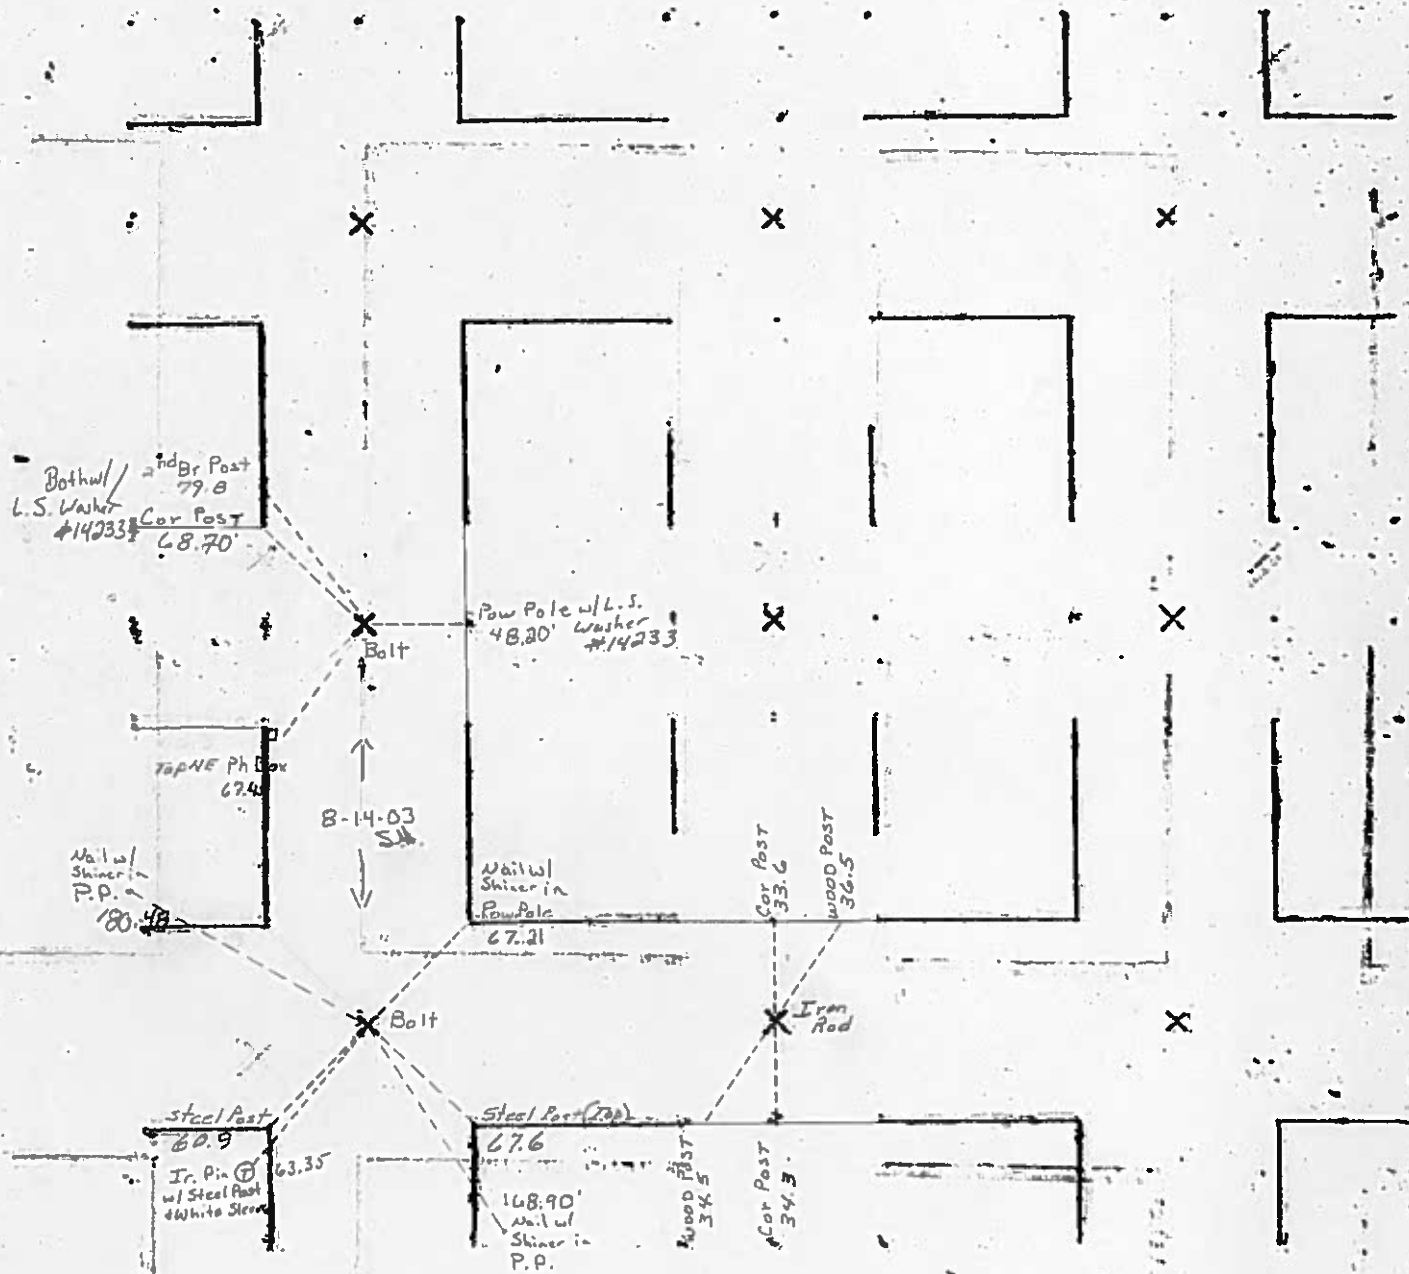 Both w/
L.S. Washer
#14233
2nd Br Post
79.8
Cor Post
68.70'
Pow Pole w/ L.S.
48.20' Washer
#14233
Bolt
Top NE Ph Box
67.4
8-14-03
Nail w/
Shiner in
P.P.
180.48
Nail w/
Shiner in
Pow Pole
67.21
Cor Post
33.6
Wood Post
36.5
Bolt
Iron
Rod
Steel Post
60.9
Ir. Pin (T) 63.35
w/ Steel Post
& White Sleeve
Steel Post (Top)
67.6
168.90'
Nail w/
Shiner in
P.P.
Wood Post
34.5
Cor Post
34.3